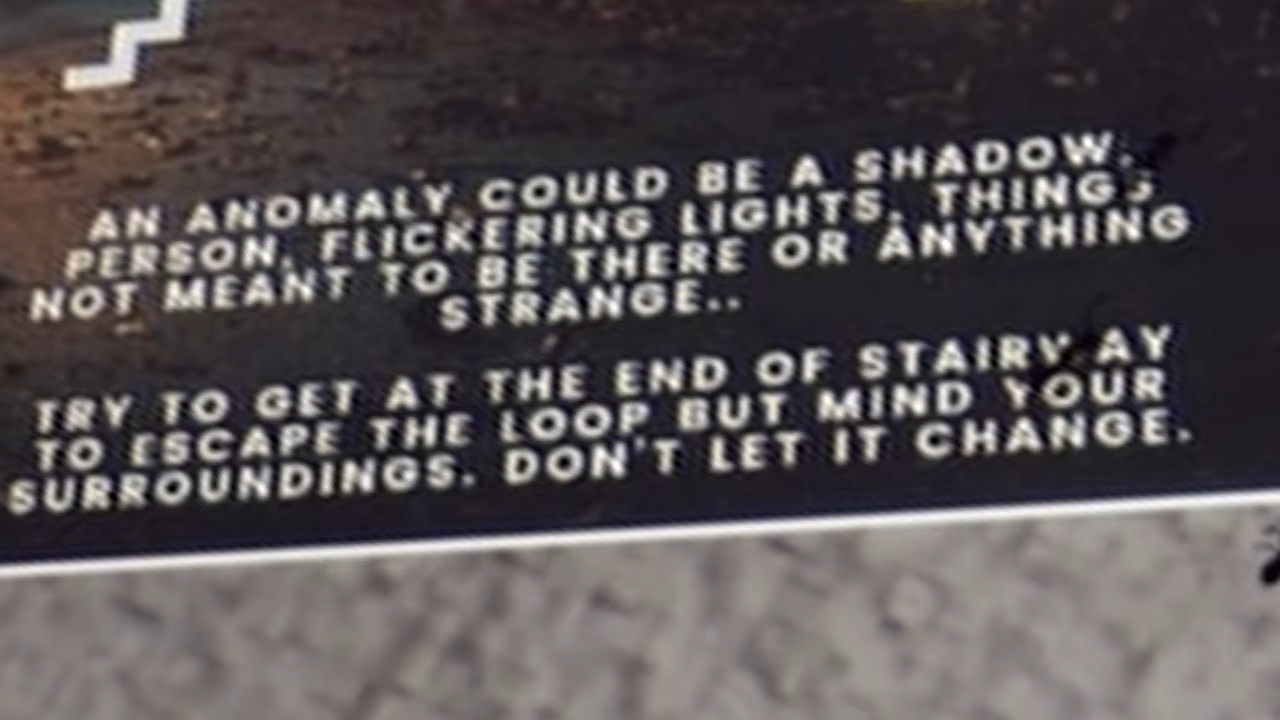 AN ANOMALY COULD BE A SHADOW,
PERSON, FLICKERING LIGHTS, THINGS
NOT MEANT TO BE THERE OR ANYTHING
STRANGE..
TRY TO GET AT THE END OF STAIRWAY
TO ESCAPE THE LOOP BUT MIND YOUR
SURROUNDINGS. DON'T LET IT CHANGE.